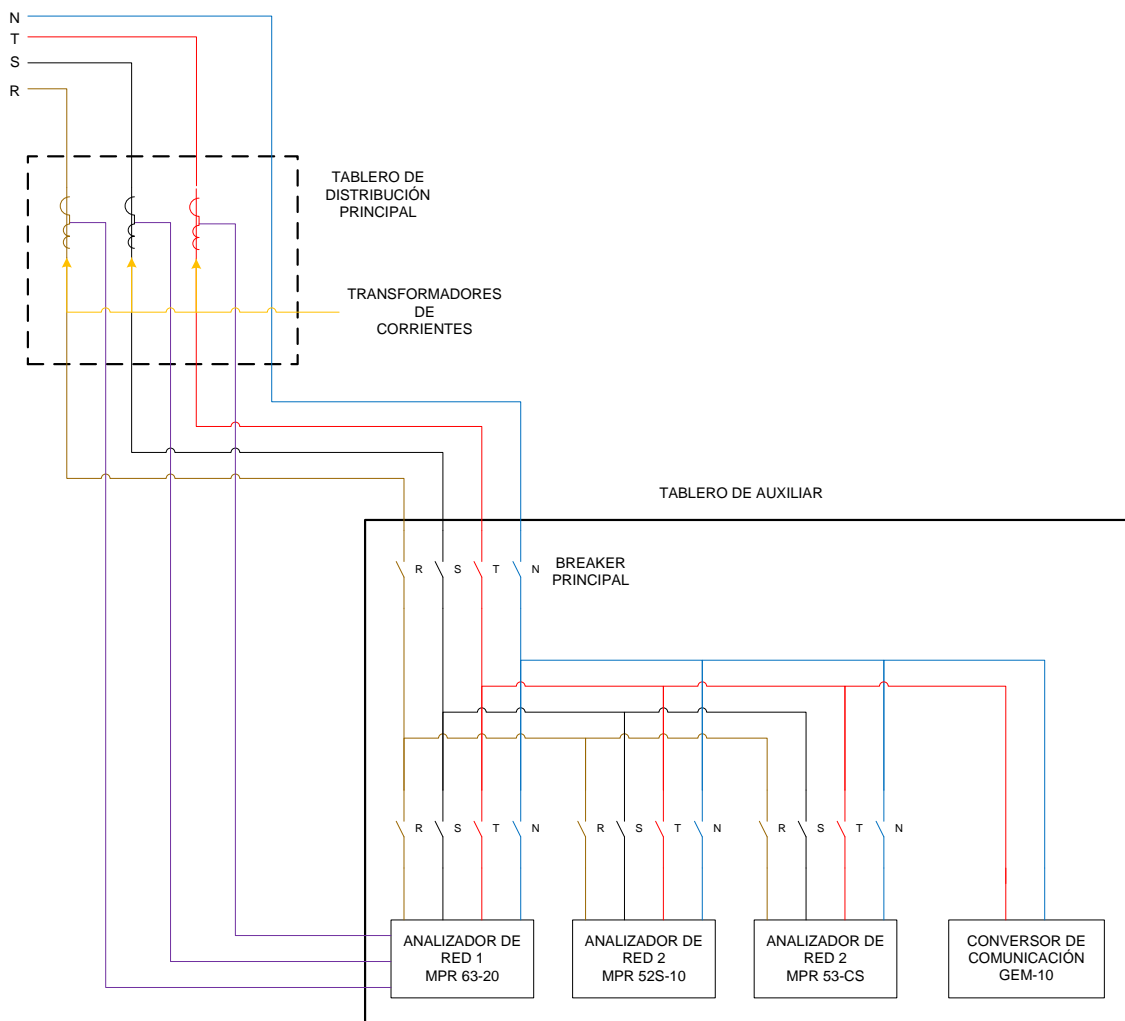 N
T
S
R
TABLERO DE
DISTRIBUCIÓN
PRINCIPAL
TRANSFORMADORES
DE
CORRIENTES
TABLERO DE AUXILIAR
R S T N
BREAKER
PRINCIPAL
R S T N R S T N R S T N
ANALIZADOR DE
RED 1
MPR 63-20
ANALIZADOR DE
RED 2
MPR 52S-10
ANALIZADOR DE
RED 2
MPR 53-CS
CONVERSOR DE
COMUNICACIÓN
GEM-10